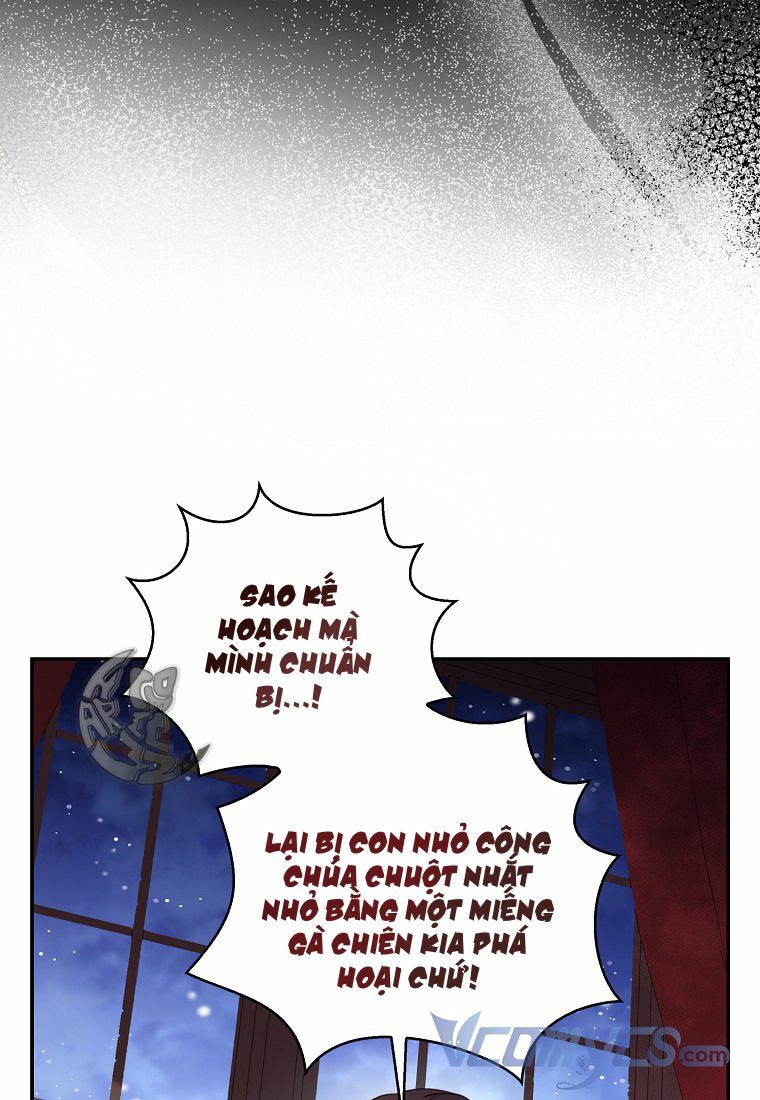 SAO KẾ
HOẠCH MÀ
MÌNH CHUẨN
BỊ...!
LẠI BỊ CON NHỎ CÔNG
CHÚA CHUỘT NHẮT
NHỎ BẰNG MỘT MIẾNG
GÀ CHIÊN KIA PHÁ
HOẠI CHỨ!
VCOMYCS.com